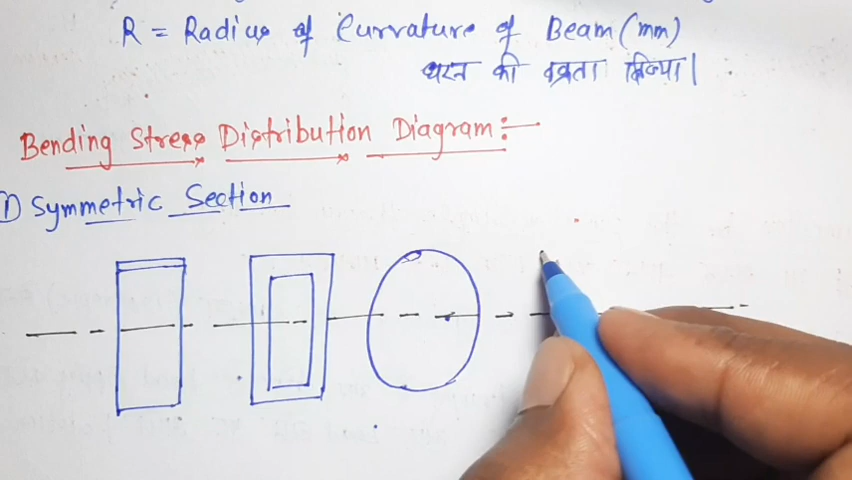 R = Radius of Curvature of Beam (mm)
धरन की वक्रता त्रिज्या |
Bending Stress Distribution Diagram :-
1) Symmetric Section